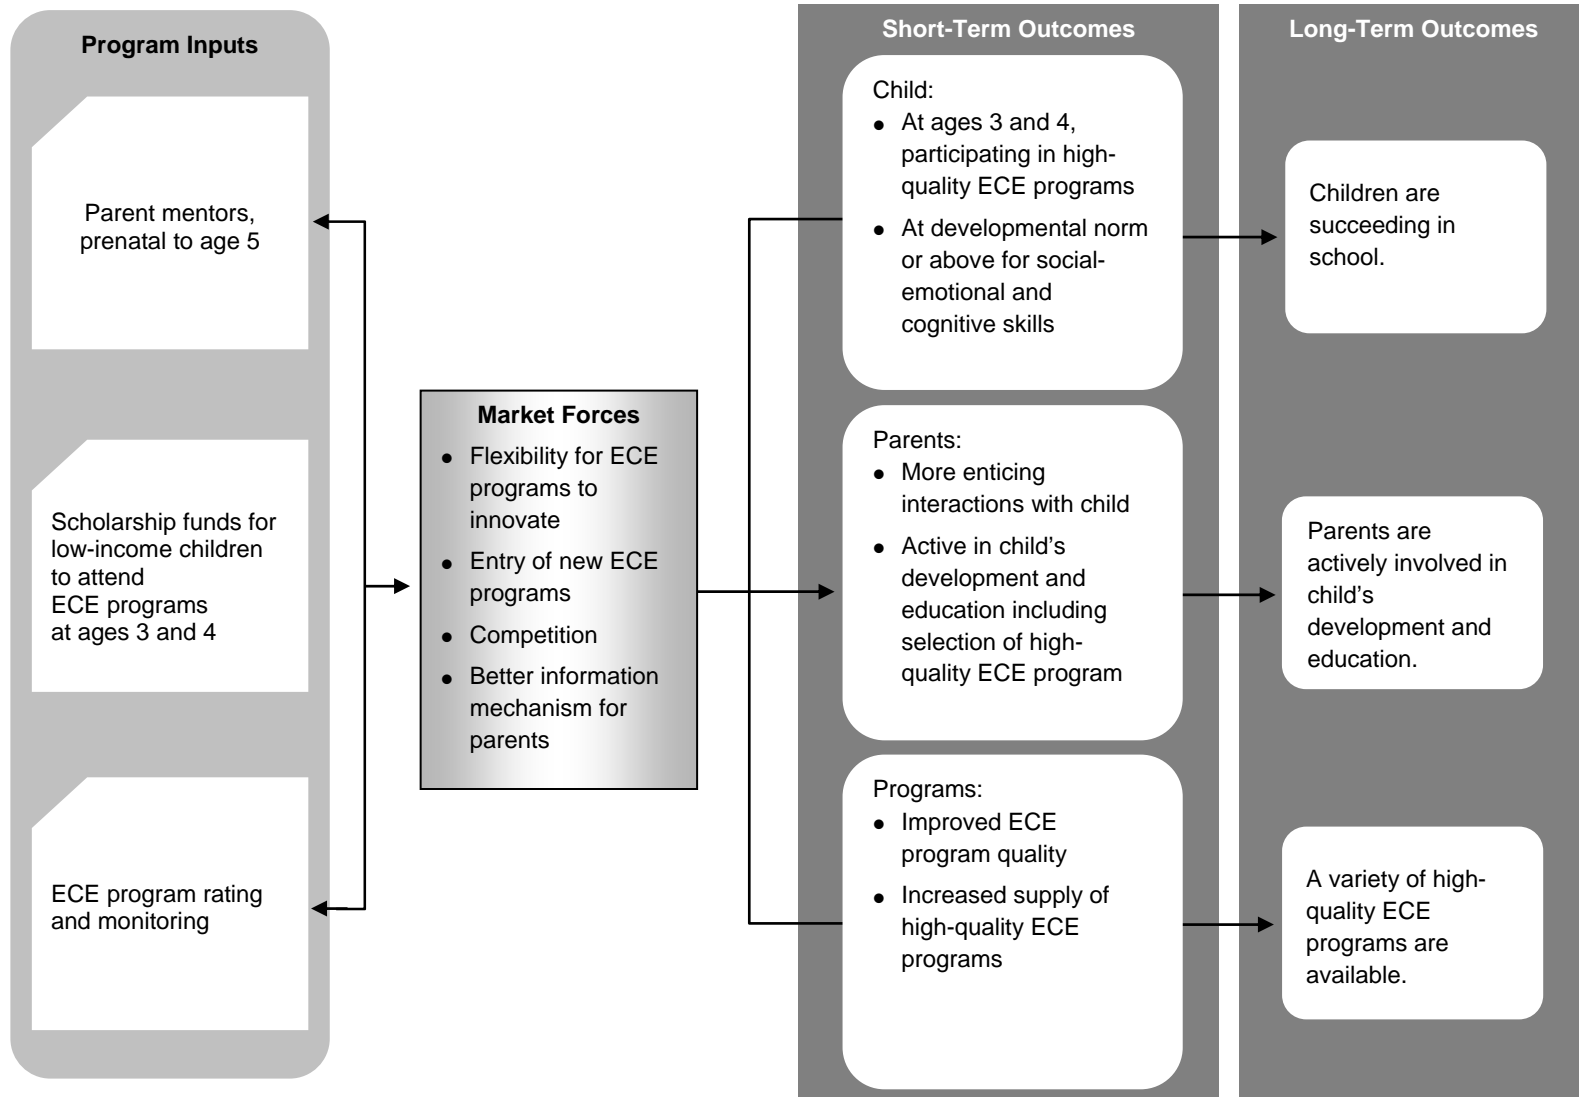 Program Inputs
Parent mentors,
prenatal to age 5
Scholarship funds for
low-income children
to attend
ECE programs
at ages 3 and 4
ECE program rating
and monitoring
Market Forces
● Flexibility for ECE
programs to
innovate
● Entry of new ECE
programs
● Competition
● Better information
mechanism for
parents
Short-Term Outcomes
Child:
● At ages 3 and 4,
participating in high-
quality ECE programs
● At developmental norm
or above for social-
emotional and
cognitive skills
Parents:
● More enticing
interactions with child
● Active in child’s
development and
education including
selection of high-
quality ECE program
Programs:
● Improved ECE
program quality
● Increased supply of
high-quality ECE
programs
Long-Term Outcomes
Children are
succeeding in
school.
Parents are
actively involved in
child’s
development and
education.
A variety of high-
quality ECE
programs are
available.